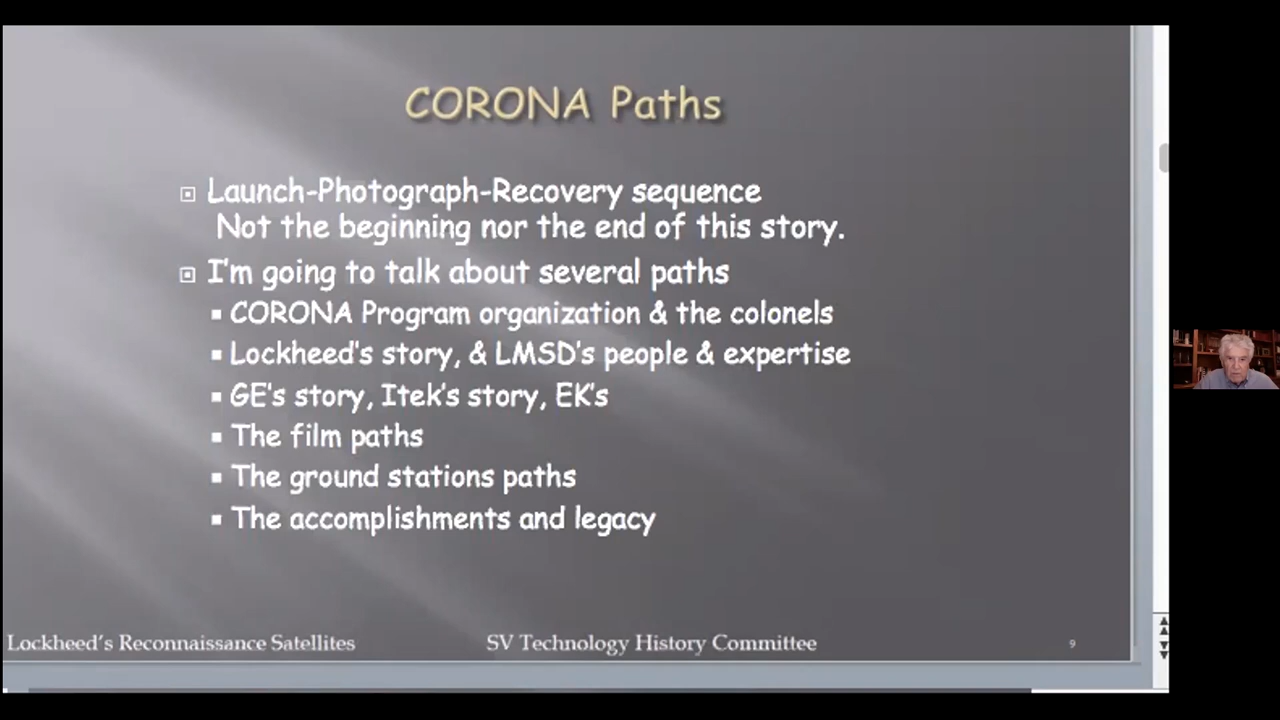 CORONA Paths
Launch-Photograph-Recovery sequence
Not the beginning nor the end of this story.
I'm going to talk about several paths
CORONA Program organization & the colonels
Lockheed's story, & LMSD's people & expertise
GE's story, Itek's story, EK's
The film paths
The ground stations paths
The accomplishments and legacy
Lockheed's Reconnaissance Satellites SV Technology History Committee 9